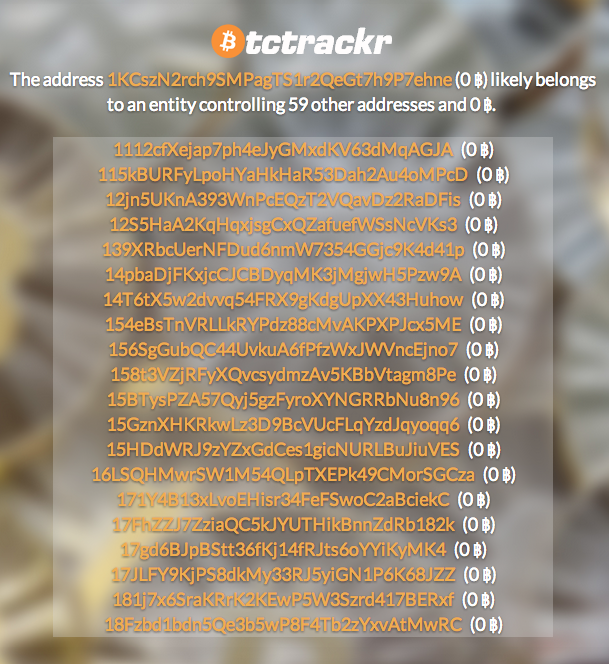 Btctrackr
The address 1KCszN2rch9SMPagTS1r2QeGt7h9P7ehne (0 ฿) likely belongs
to an entity controlling 59 other addresses and 0 ฿.
1112cfXejap7ph4eJyGMxdKV63dMqAGJA (0 ฿)
115kBURFyLpoHYaHkHaR53Dah2Au4oMPcD (0 ฿)
12jn5UKnA393WnPcEQzT2VQavDz2RaDFis (0 ฿)
12S5HaA2KqHqxjsgCxQZafuefWSsNcVKs3 (0 ฿)
139XRbcUerNFDud6nmW7354GGjc9K4d41p (0 ฿)
14pbaDjFKxjcCJCBDyqMK3jMgjwH5Pzw9A (0 ฿)
14T6tX5w2dvvq54FRX9gKdgUpXX43Huhow (0 ฿)
154eBsTnVRLLkRYPdz88cMvAKPXPJcx5ME (0 ฿)
156SgGubQC44UvkuA6fPfzWxJWVncEjno7 (0 ฿)
158t3VZjRFyXQvcsydmzAv5KBbVtagm8Pe (0 ฿)
15BTysPZA57Qyj5gzFyroXYNGRRbNu8n96 (0 ฿)
15GznXHKRkwLz3D9BcVUcFLqYzdJqyoqq6 (0 ฿)
15HDdWRJ9zYZxGdCes1gicNURLBuJiuVES (0 ฿)
16LSQHMwrSW1M54QLpTXEPk49CMorSGCza (0 ฿)
171Y4B13xLvoEHisr34FeFSwoC2aBciekC (0 ฿)
17FhZZJ7ZziaQC5kJYUTHikBnnZdRb182k (0 ฿)
17gd6BJpBStt36fKj14fRJts6oYYiKyMK4 (0 ฿)
17JLFY9KjPS8dkMy33RJ5yiGN1P6K68JZZ (0 ฿)
181j7x6SraKRrK2KEwP5W3Szrd417BERxf (0 ฿)
18Fzbd1bdn5Qe3b5wP8F4Tb2zYxvAtMwRC (0 ฿)